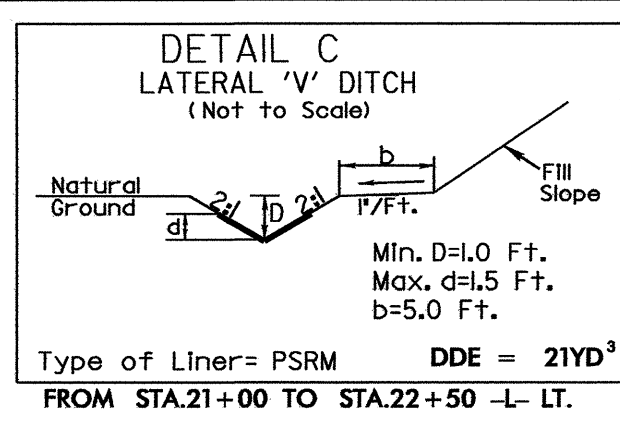 DETAIL C
LATERAL 'V' DITCH
(Not to Scale)
b
Natural
Ground
2:1
D
2:1
d
1"/Ft.
Fill
Slope
Min. D=1.0 Ft.
Max. d=1.5 Ft.
b=5.0 Ft.
Type of Liner= PSRM
DDE = 21YD³
FROM STA.21+00 TO STA.22+50 -L- LT.